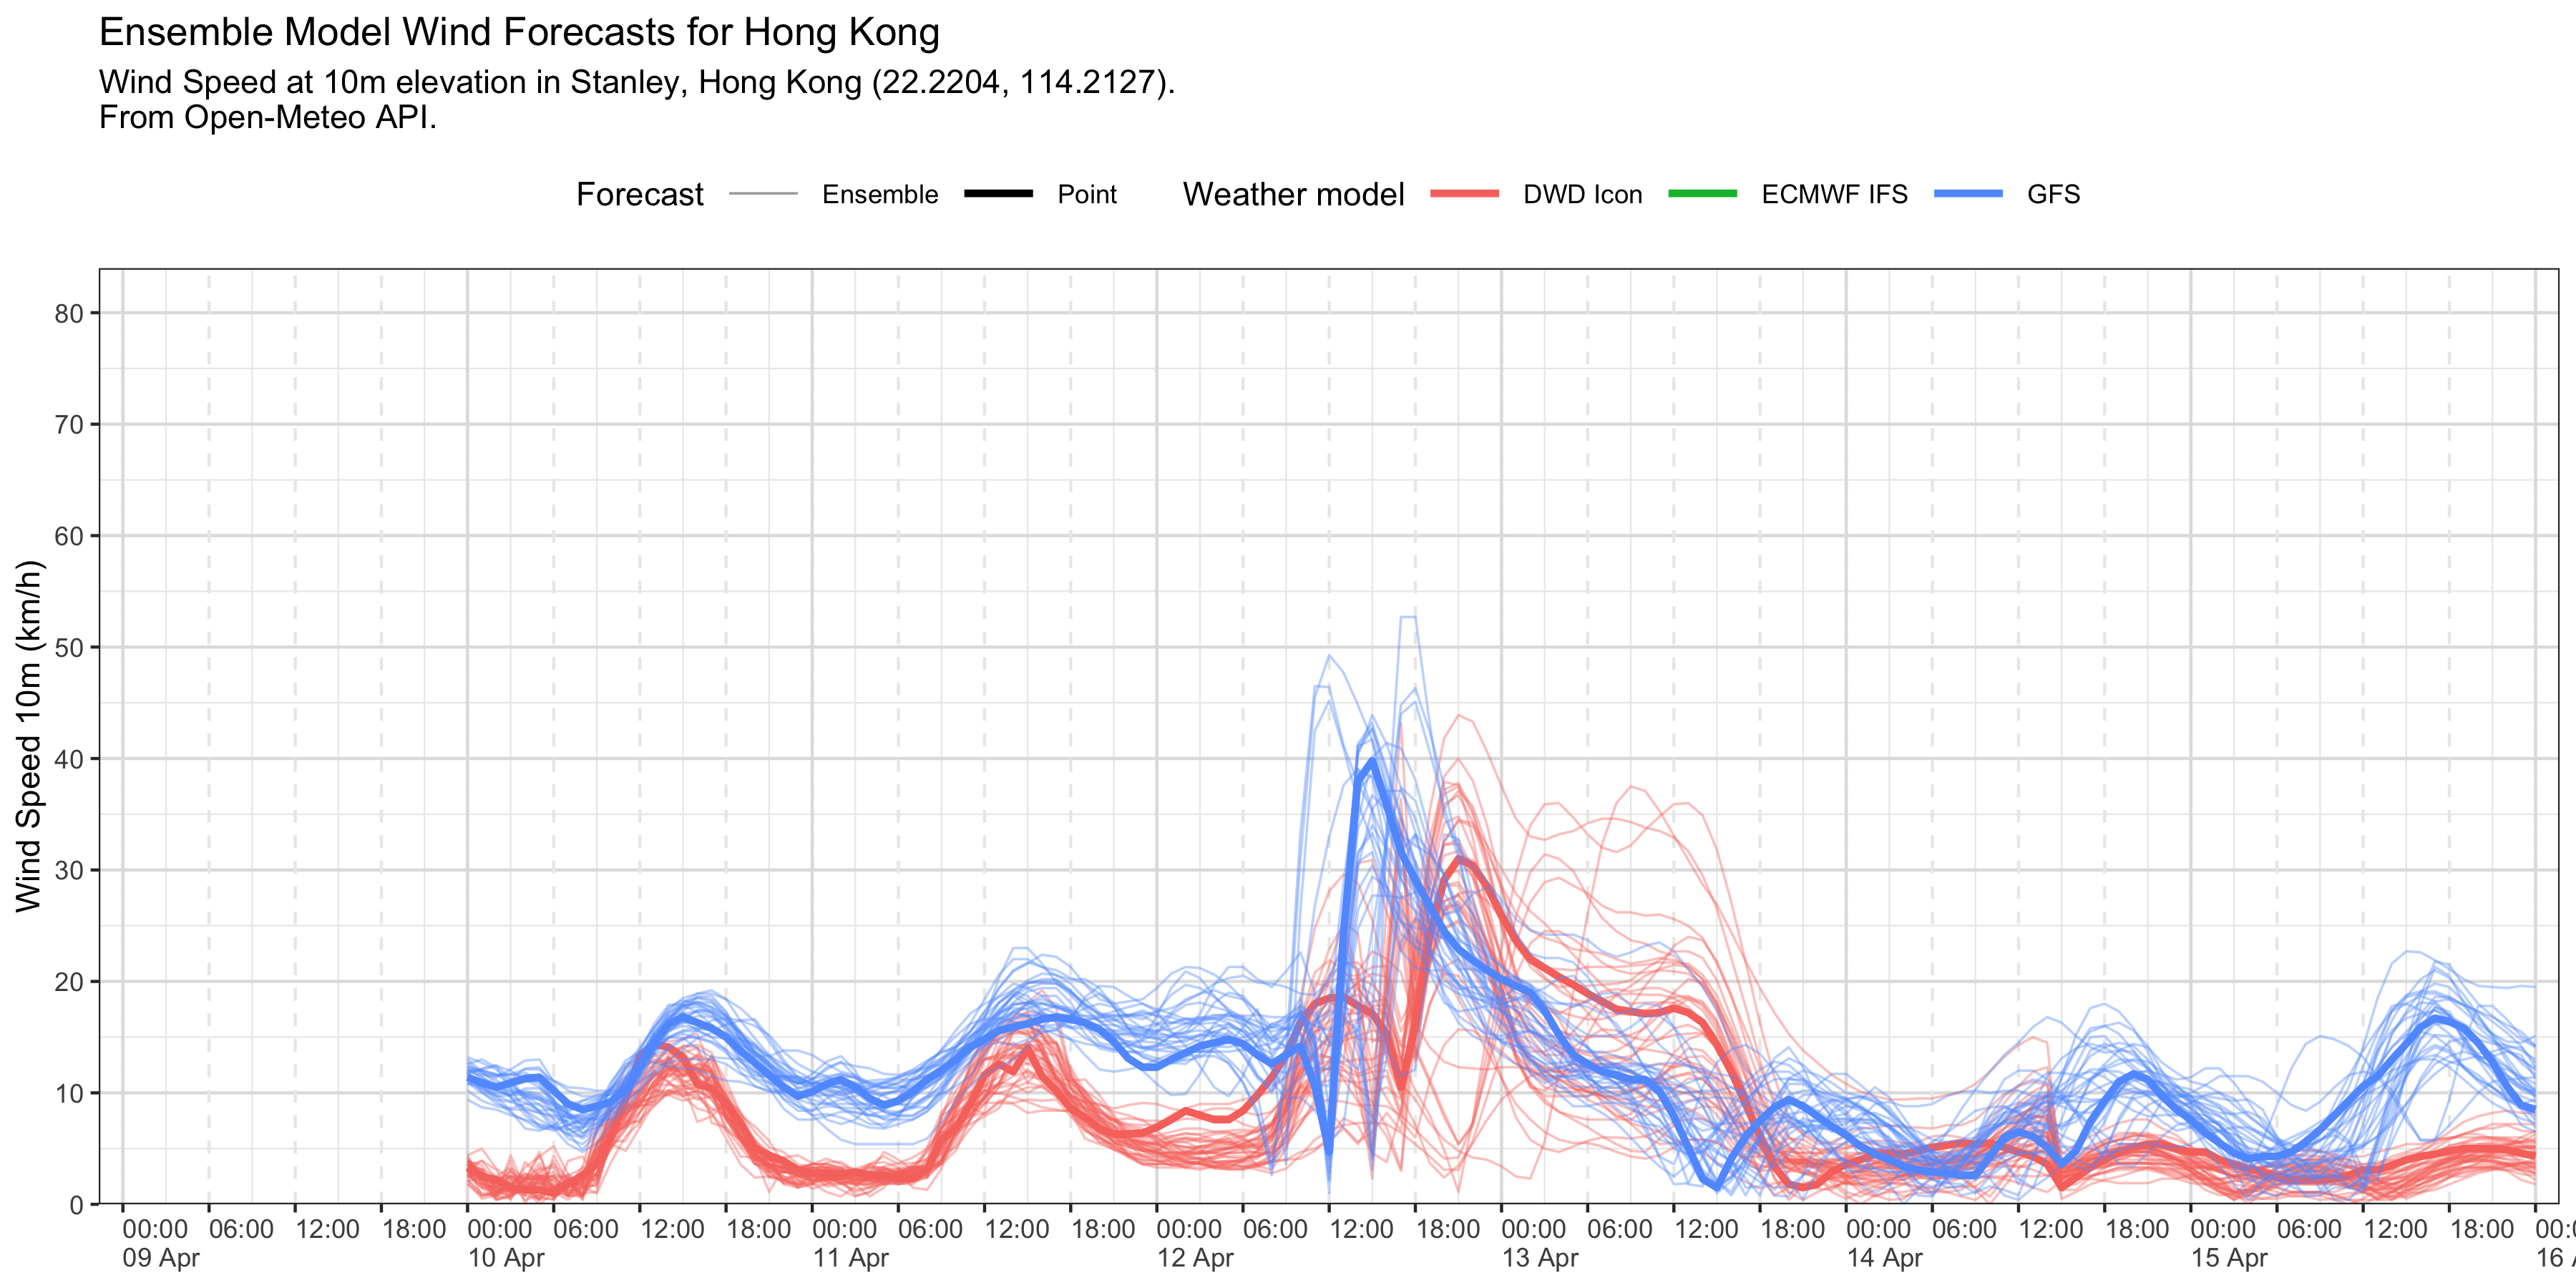 Ensemble Model Wind Forecasts for Hong Kong
Wind Speed at 10m elevation in Stanley, Hong Kong (22.2204, 114.2127).
From Open-Meteo API.
Forecast Ensemble Point Weather model DWD Icon ECMWF IFS GFS
Wind Speed 10m (km/h)
80
70
60
50
40
30
20
10
0
00:00 06:00 12:00 18:00 00:00 06:00 12:00 18:00 00:00 06:00 12:00 18:00 00:00 06:00 12:00 18:00 00:00 06:00 12:00 18:00 00:00 06:00 12:00 18:00 00:00 06:00 12:00 18:00 00:0
09 Apr 10 Apr 11 Apr 12 Apr 13 Apr 14 Apr 15 Apr 16 A